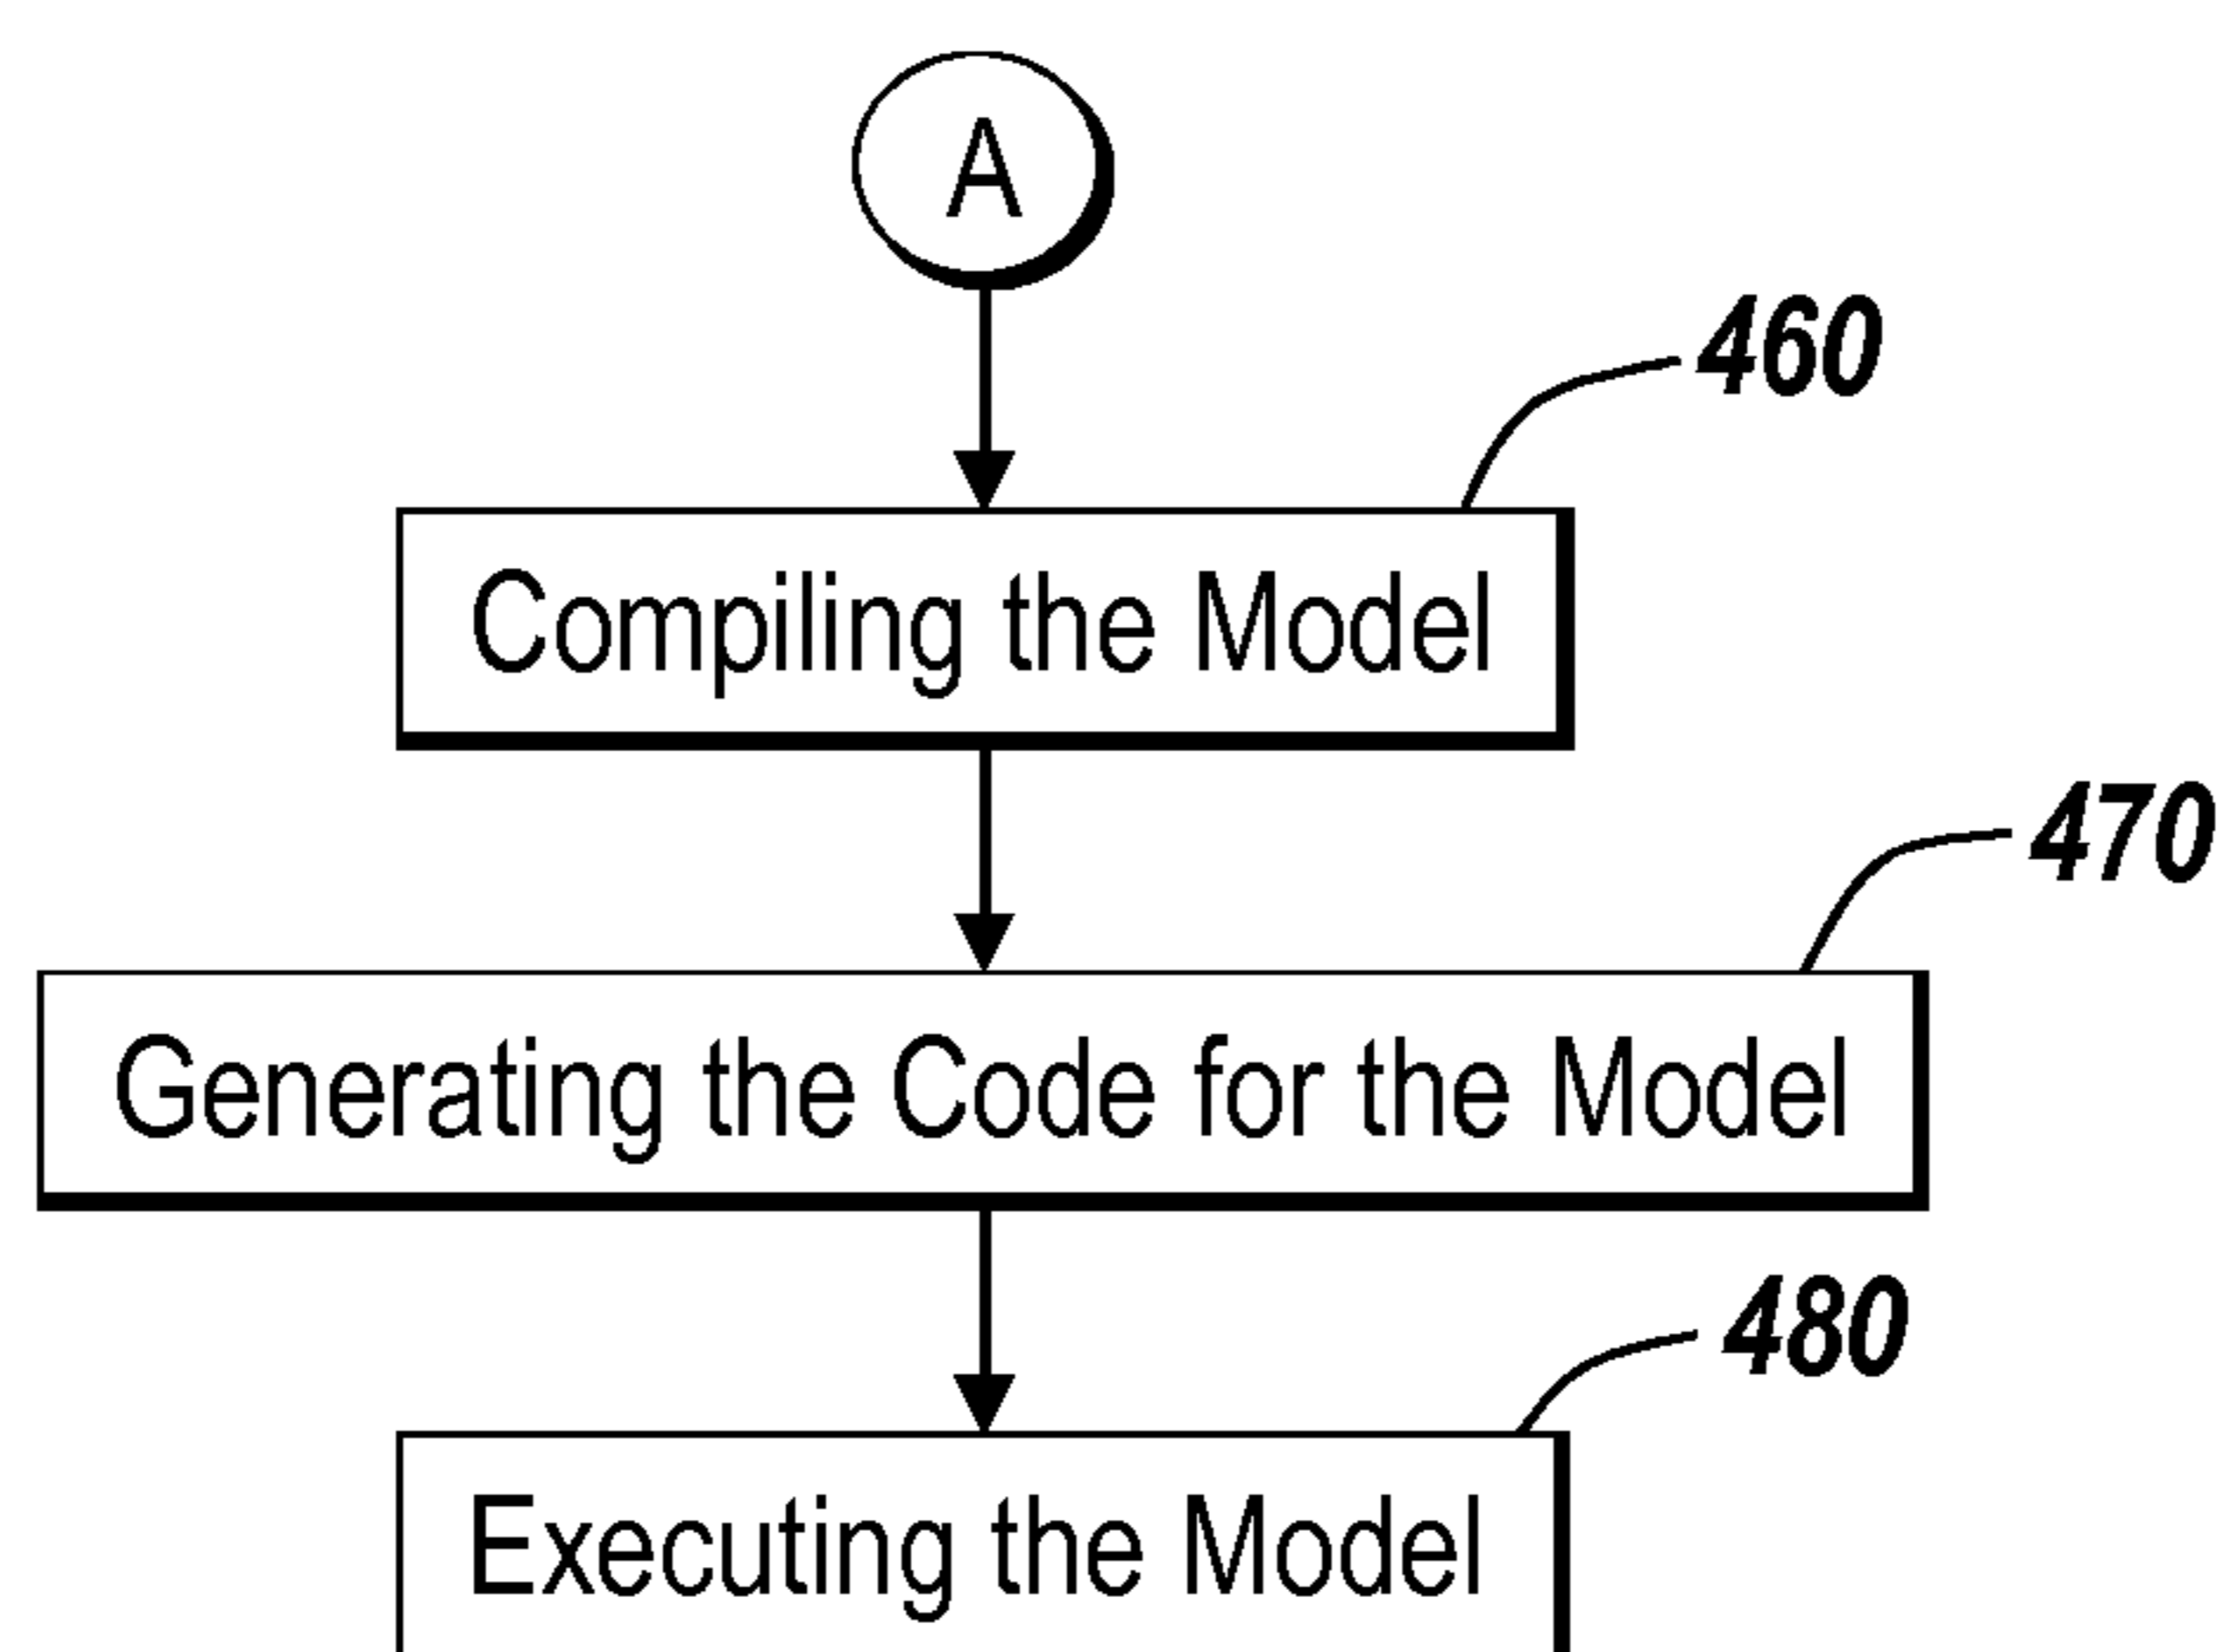 A
460
Compiling the Model
470
Generating the Code for the Model
480
Executing the Model